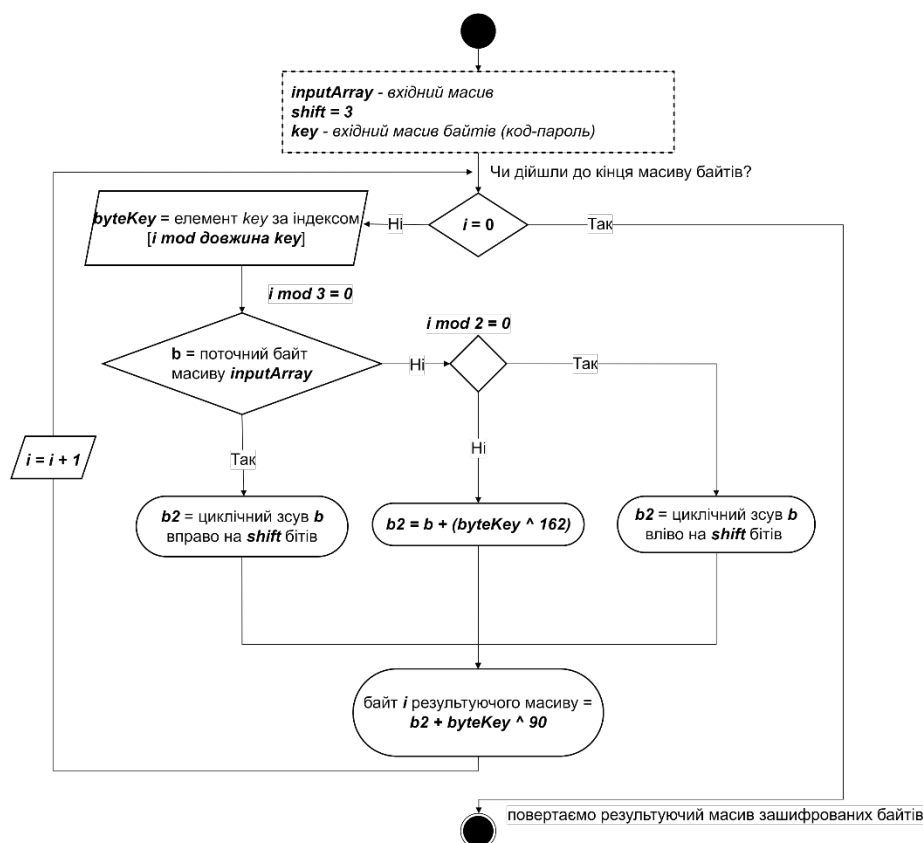 inputArray - вхідний масив
shift = 3
key - вхідний масив байтів (код-пароль)
Чи дійшли до кінця масиву байтів?
byteKey = елемент key за індексом
[i mod довжина key]
Ні
i = 0
Так
i mod 3 = 0
i mod 2 = 0
b = поточний байт
масиву inputArray
Ні
Так
i = i + 1
Так
Ні
b2 = циклічний зсув b
вправо на shift бітів
b2 = b + (byteKey ^ 162)
b2 = циклічний зсув b
вліво на shift бітів
байт i результуючого масиву =
b2 + byteKey ^ 90
повертаємо результуючий масив зашифрованих байтів